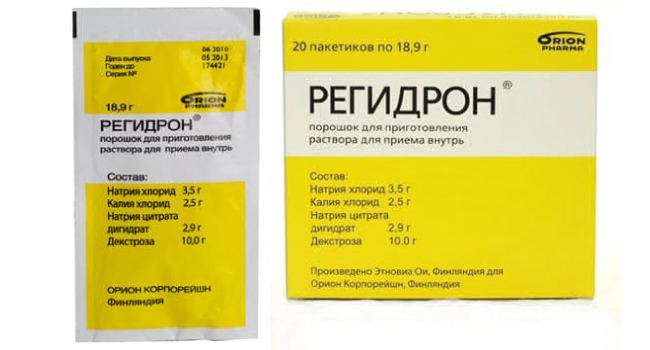 06 2010
Дата выпуска 05 2013
Годен до 174421
Серия №
18,9 г
ORION
PHARMA
РЕГИДРОН®
порошок для приготовления
раствора для приема внутрь
Состав:
Натрия хлорид 3,5 г
Калия хлорид 2,5 г
Натрия цитрата
дигидрат 2,9 г
Декстроза 10,0 г
ОРИОН КОРПОРЕЙШН
Финляндия
20 пакетиков по 18,9 г
ORION
PHARMA
РЕГИДРОН®
порошок для приготовления
раствора для приема внутрь
Состав:
Натрия хлорид 3,5 г
Калия хлорид 2,5 г
Натрия цитрата
дигидрат 2,9 г
Декстроза 10,0 г
Произведено Этновиа Ои, Финляндия для
Орион Корпорейшн, Финляндия